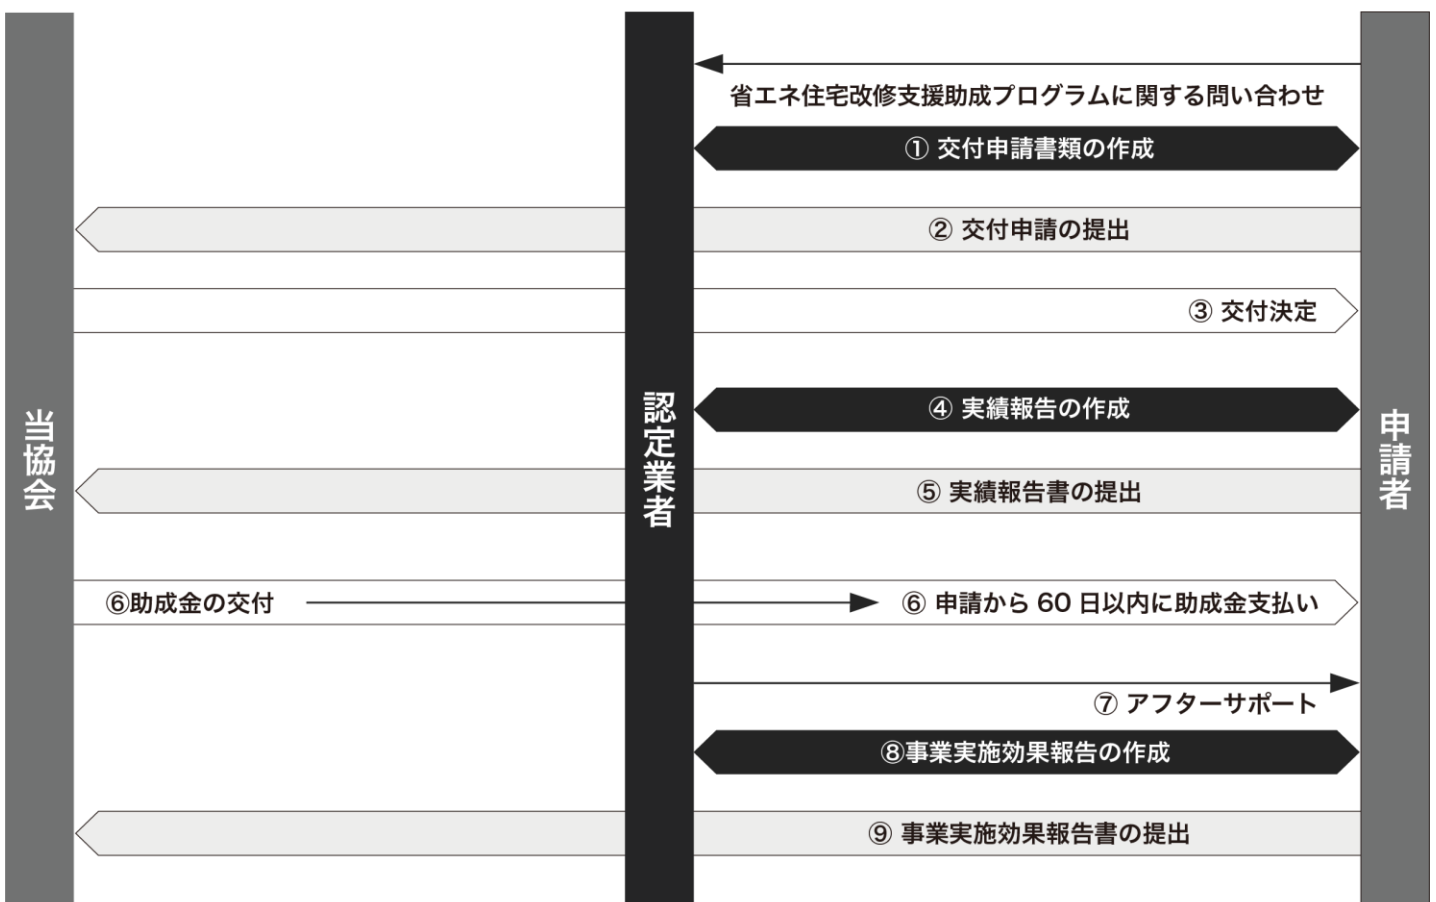 省エネ住宅改修支援助成プログラムに関する問い合わせ
① 交付申請書類の作成
② 交付申請の提出
③ 交付決定
④ 実績報告の作成
当協会
認定業者
申請者
⑤ 実績報告書の提出
⑥助成金の交付
⑥ 申請から 60 日以内に助成金支払い
⑦ アフターサポート
⑧事業実施効果報告の作成
⑨ 事業実施効果報告書の提出